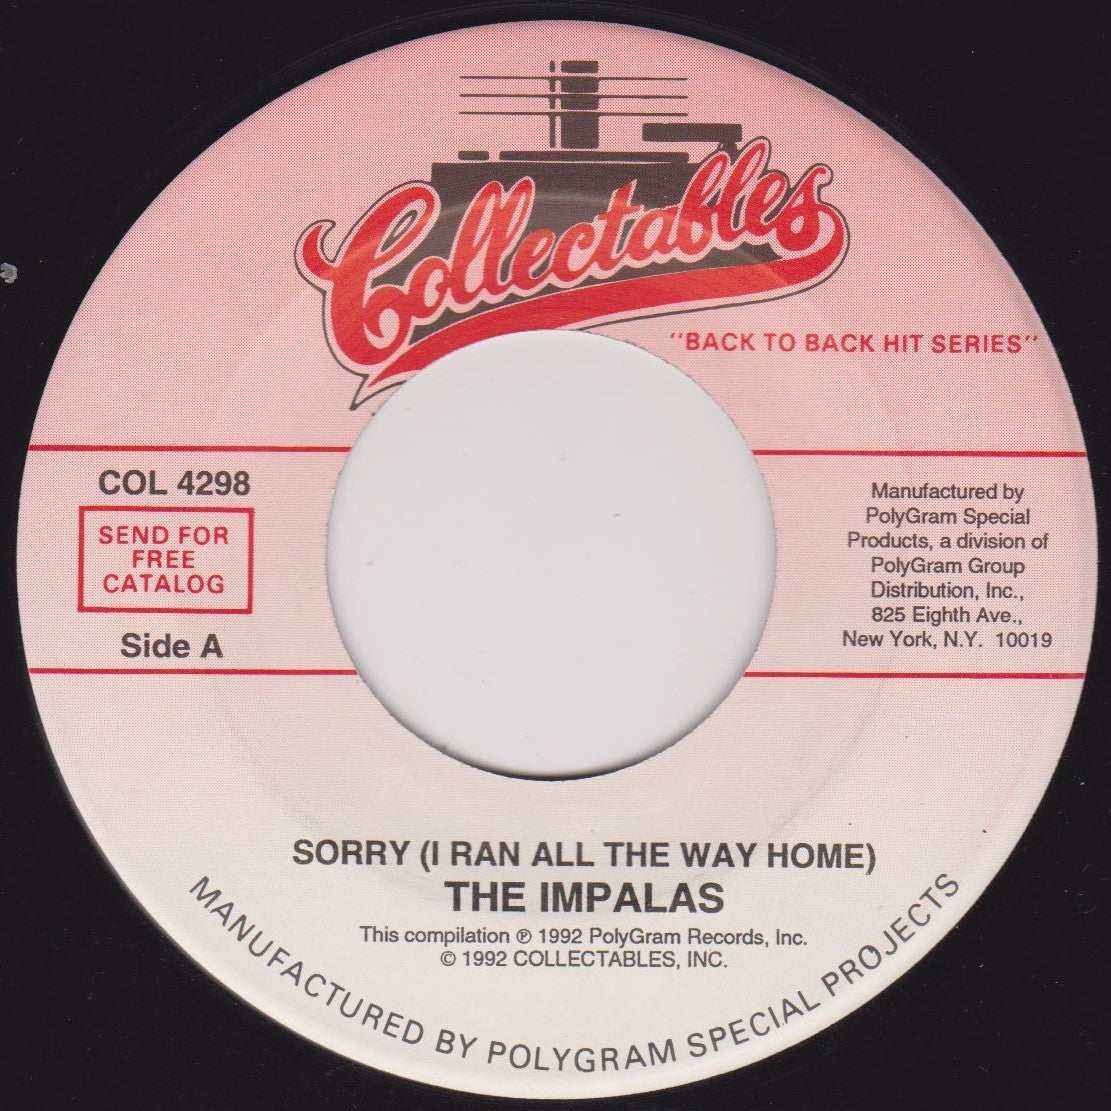 Collectables
"BACK TO BACK HIT SERIES"
COL 4298
SEND FOR
FREE
CATALOG
Side A
Manufactured by
PolyGram Special
Products, a division of
PolyGram Group
Distribution, Inc.,
825 Eighth Ave.,
New York, N.Y. 10019
SORRY (I RAN ALL THE WAY HOME)
THE IMPALAS
This compilation ℗ 1992 PolyGram Records, Inc.
© 1992 COLLECTABLES, INC.
MANUFACTURED BY POLYGRAM SPECIAL PROJECTS